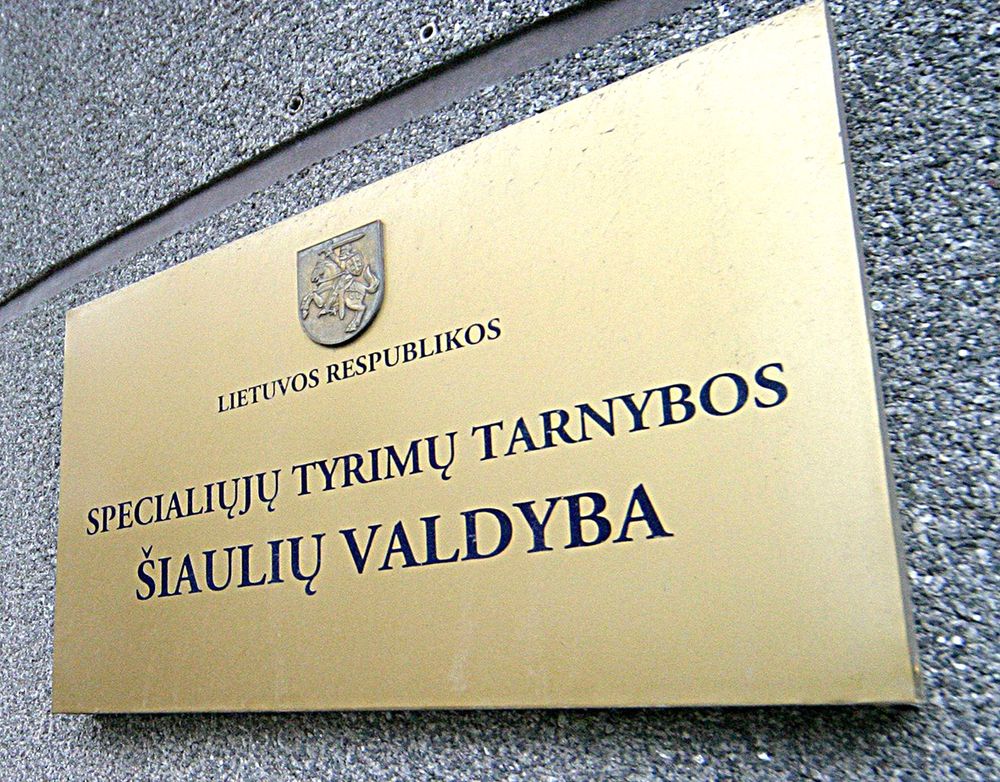 LIETUVOS RESPUBLIKOS
SPECIALIŲJŲ TYRIMŲ TARNYBOS
ŠIAULIŲ VALDYBA